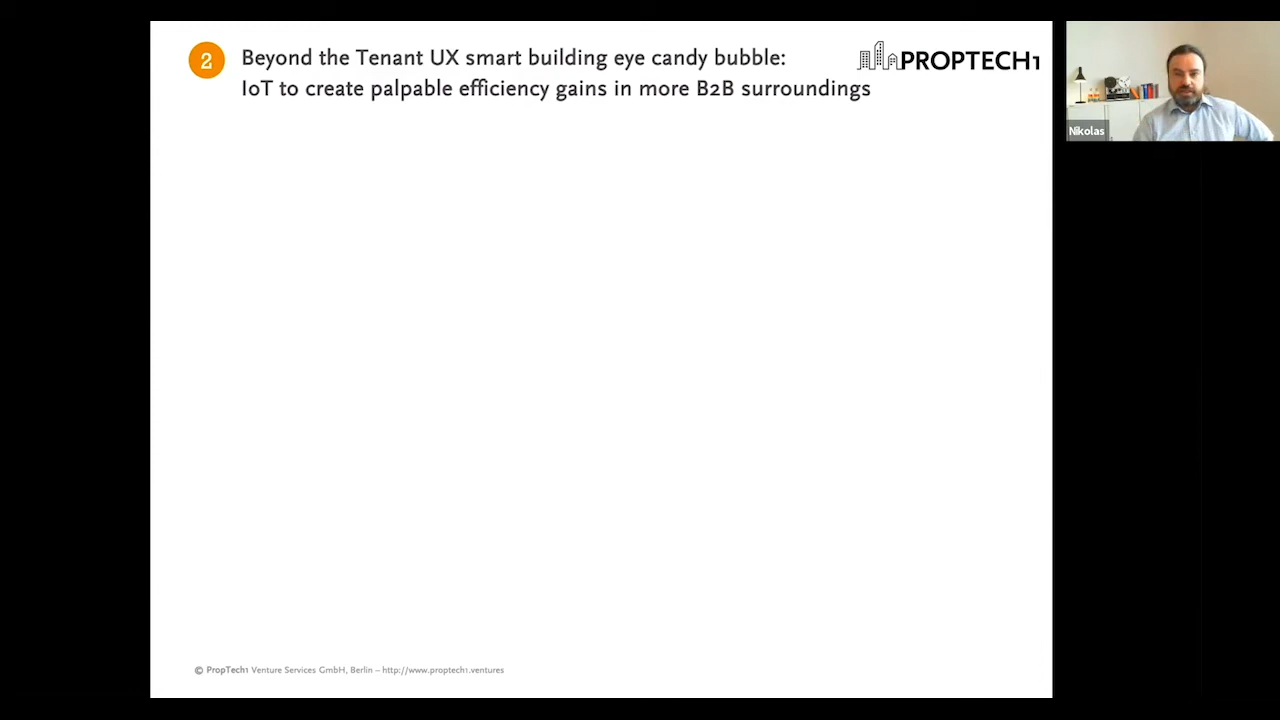 2
Beyond the Tenant UX smart building eye candy bubble:
IoT to create palpable efficiency gains in more B2B surroundings
PROPTECH1
Nikolas
© PropTech1 Venture Services GmbH, Berlin – http://www.proptech1.ventures